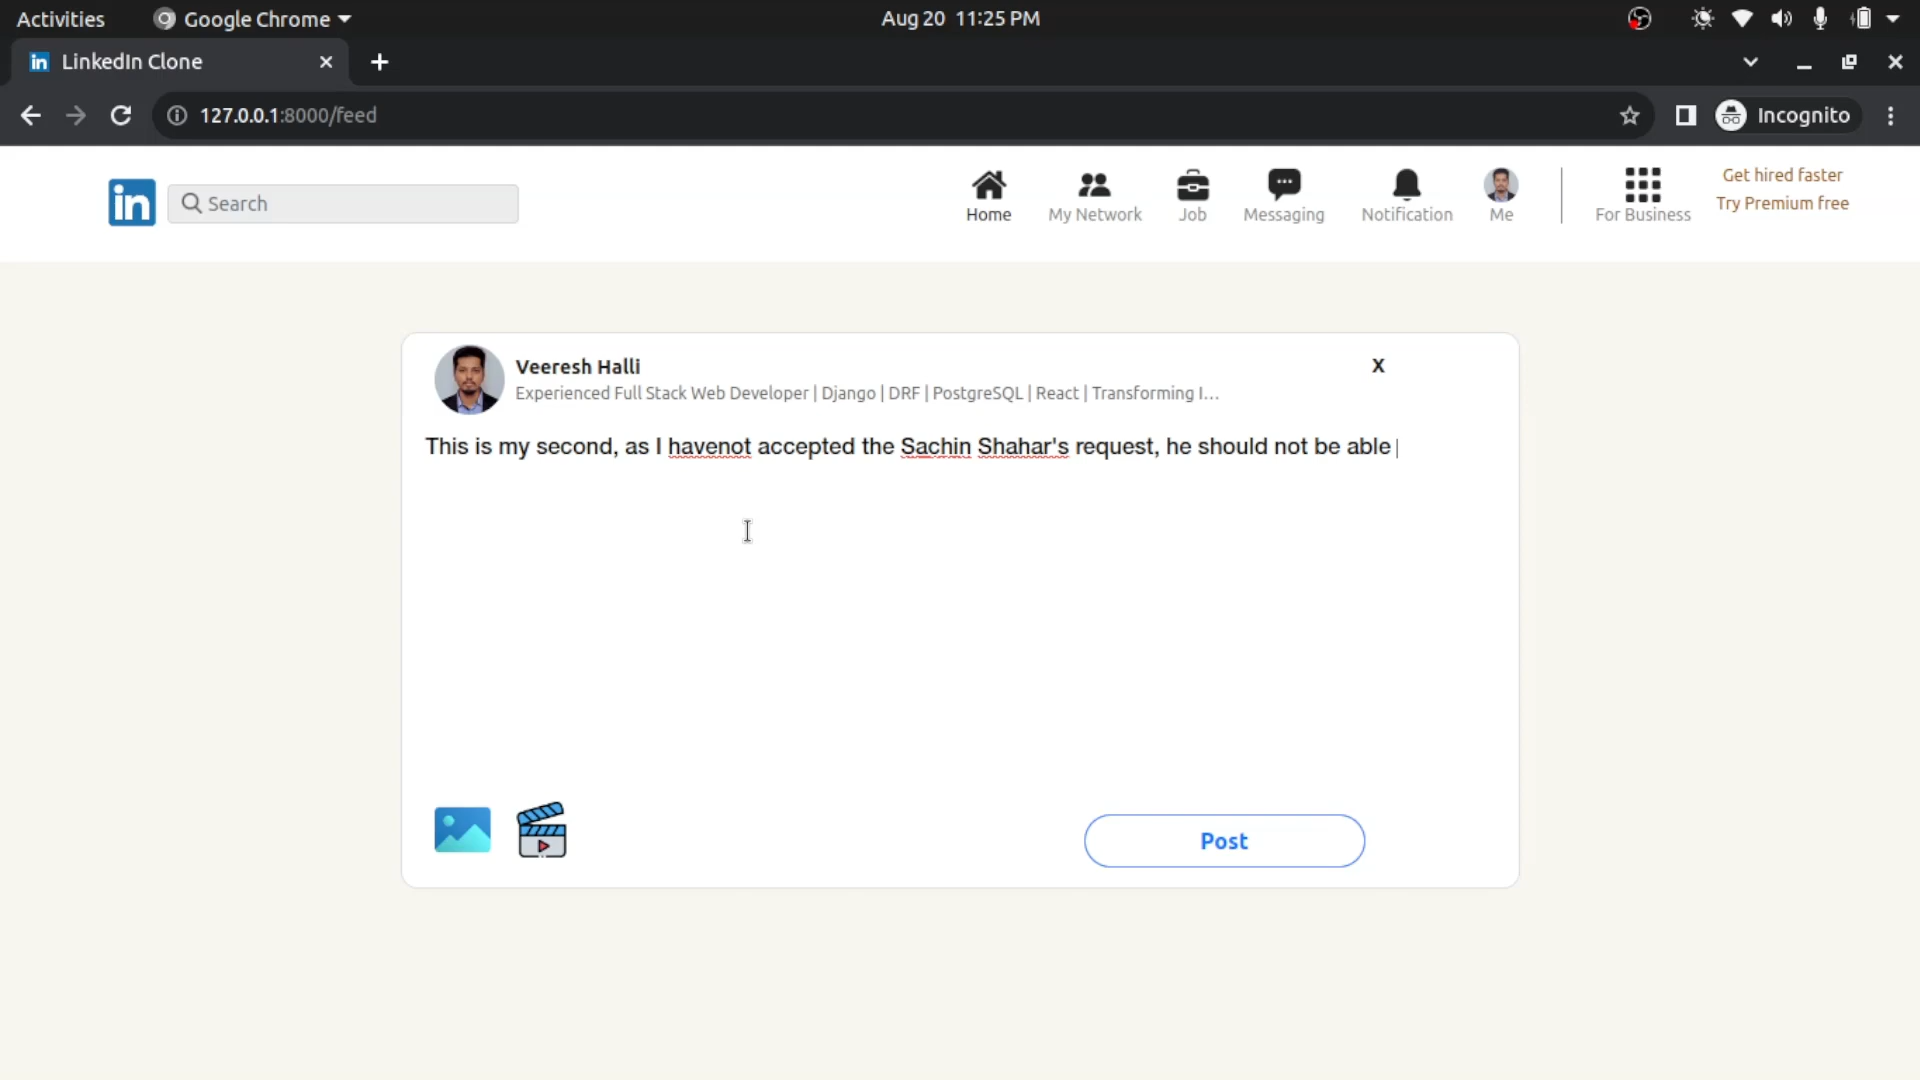 Activities Google Chrome Aug 20 11:25 PM
in LinkedIn Clone
127.0.0.1:8000/feed Incognito
in Search Home My Network Job Messaging Notification Me For Business Get hired faster
Try Premium free
Veeresh Halli X
Experienced Full Stack Web Developer | Django | DRF | PostgreSQL | React | Transforming I...
This is my second, as I havenot accepted the Sachin Shahar's request, he should not be able
Post